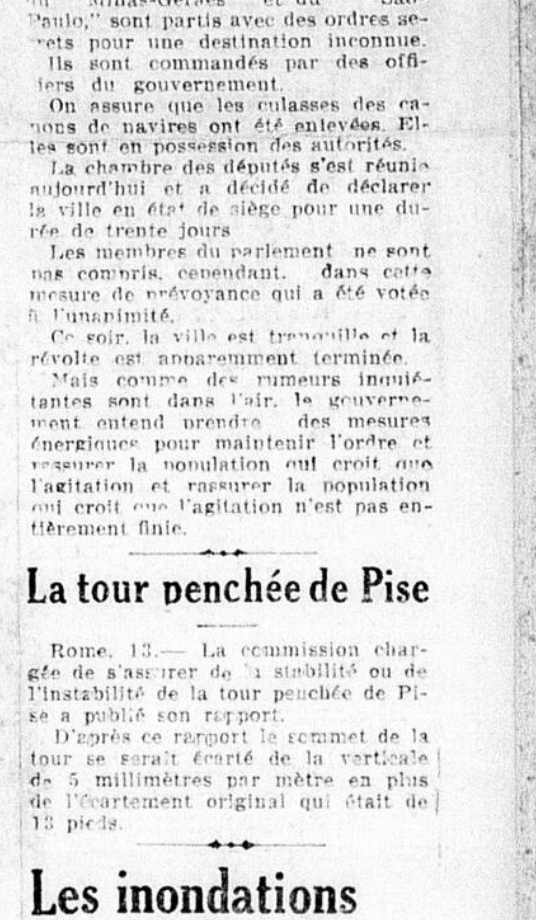 Minas-Geraes et du Sao-
Paulo," sont partis avec des ordres se-
rets pour une destination inconnue.
Ils sont commandés par des offi-
iers du gouvernement.
On assure que les culasses des ca-
nons de navires ont été enlevées. El-
les sont en possession des autorités.
La chambre des députés s'est réunie
aujourd'hui et a décidé de déclarer
la ville en état de siège pour une du-
rée de trente jours
Les membres du parlement ne sont
pas compris, cependant, dans cette
mesure de prévoyance qui a été votée
à l'unanimité.
Ce soir, la ville est tranquille et la
révolte est apparemment terminée.
Mais comme des rumeurs inquié-
tantes sont dans l'air, le gouverne-
ment entend prendre des mesures
énergiques pour maintenir l'ordre et
rassurer la population qui croit que
l'agitation et rassurer la population
qui croit que l'agitation n'est pas en-
tièrement finie.
La tour penchée de Pise
Rome, 13.— La commission char-
gée de s'assurer de la stabilité ou de
l'instabilité de la tour penchée de Pi-
se a publié son rapport.
D'après ce rapport le sommet de la
tour se serait écarté de la verticale
de 5 millimètres par mètre en plus
de l'écartement original qui était de
13 pieds.
Les inondations